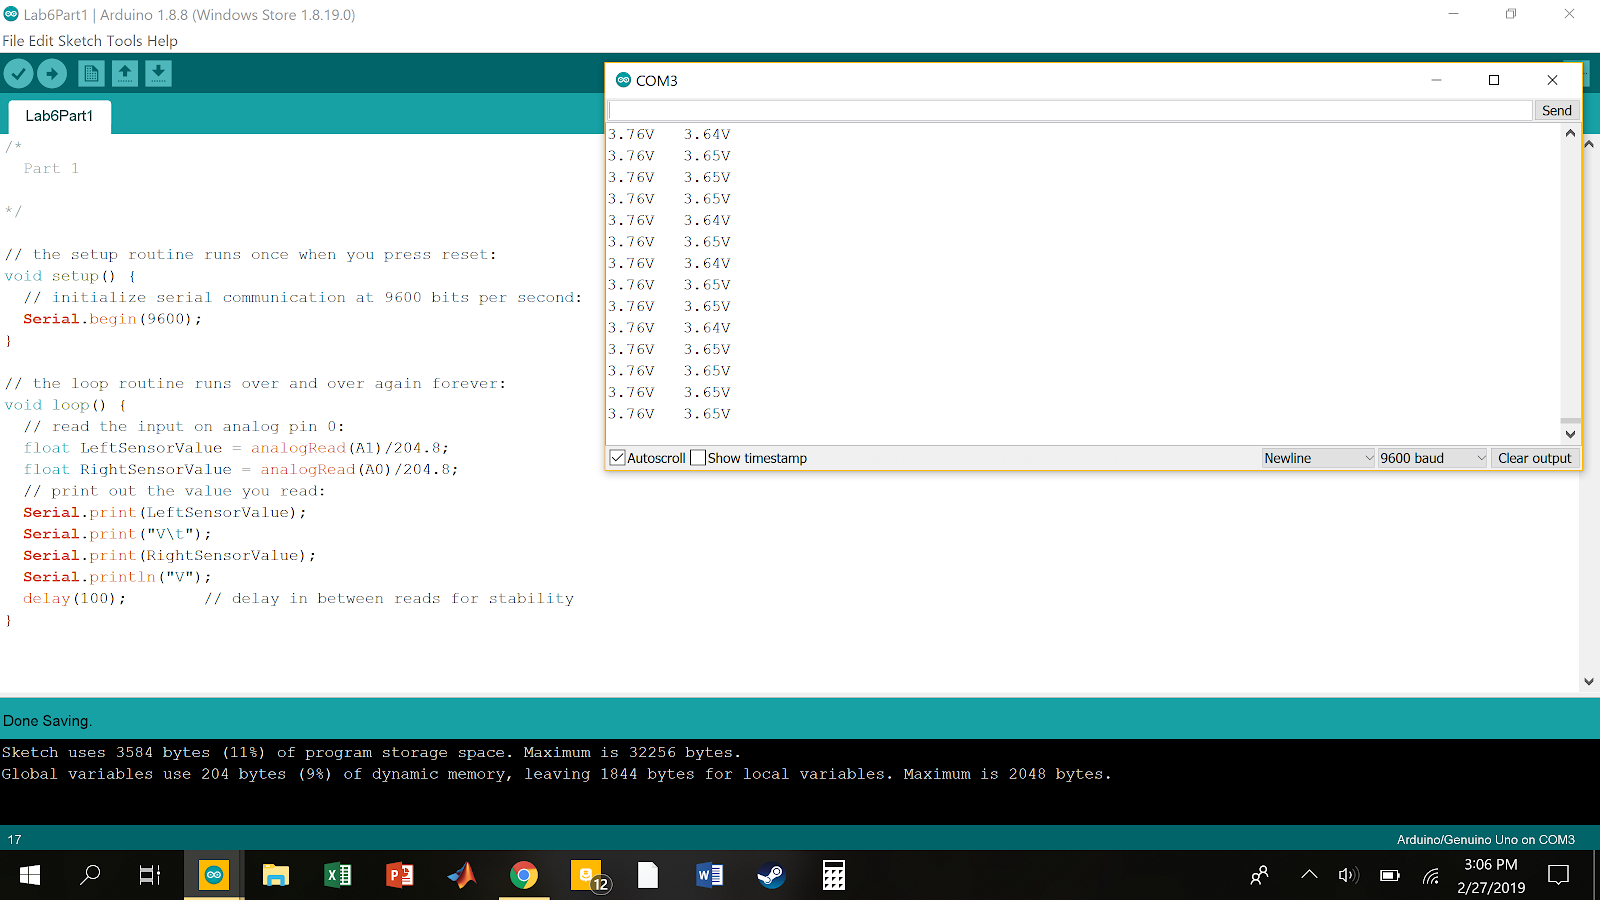 Lab6Part1 | Arduino 1.8.8 (Windows Store 1.8.19.0)
File Edit Sketch Tools Help
Lab6Part1
/*
Part 1
*/
// the setup routine runs once when you press reset:
void setup() {
// initialize serial communication at 9600 bits per second:
Serial.begin(9600);
}
// the loop routine runs over and over again forever:
void loop() {
// read the input on analog pin 0:
float LeftSensorValue = analogRead(A1)/204.8;
float RightSensorValue = analogRead(A0)/204.8;
// print out the value you read:
Serial.print(LeftSensorValue);
Serial.print("V\t");
Serial.print(RightSensorValue);
Serial.println("V");
delay(100); // delay in between reads for stability
}
COM3
Send
3.76V 3.64V
3.76V 3.65V
3.76V 3.65V
3.76V 3.65V
3.76V 3.64V
3.76V 3.65V
3.76V 3.64V
3.76V 3.65V
3.76V 3.65V
3.76V 3.64V
3.76V 3.65V
3.76V 3.65V
3.76V 3.65V
3.76V 3.65V
Autoscroll Show timestamp Newline 9600 baud Clear output
Done Saving.
Sketch uses 3584 bytes (11%) of program storage space. Maximum is 32256 bytes.
Global variables use 204 bytes (9%) of dynamic memory, leaving 1844 bytes for local variables. Maximum is 2048 bytes.
17 Arduino/Genuino Uno on COM3
12
3:06 PM
2/27/2019